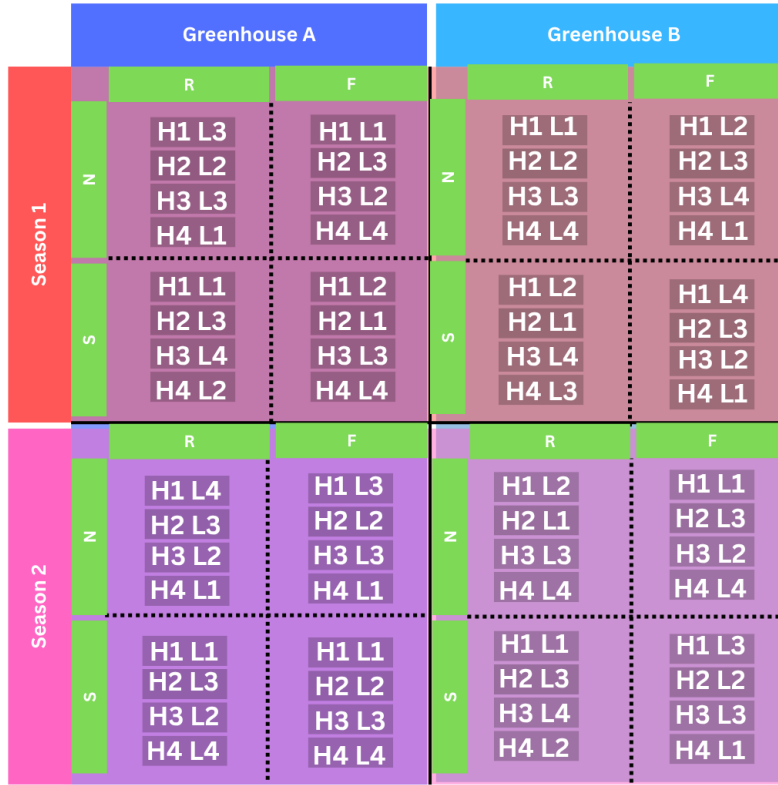 Greenhouse A
Greenhouse B
Season 1
R
F
R
F
N
H1 L3
H2 L2
H3 L3
H4 L1
H1 L1
H2 L3
H3 L2
H4 L4
N
H1 L1
H2 L2
H3 L3
H4 L4
H1 L2
H2 L3
H3 L4
H4 L1
S
H1 L1
H2 L3
H3 L4
H4 L2
H1 L2
H2 L1
H3 L3
H4 L4
S
H1 L2
H2 L1
H3 L4
H4 L3
H1 L4
H2 L3
H3 L2
H4 L1
Season 2
R
F
R
F
N
H1 L4
H2 L3
H3 L2
H4 L1
H1 L3
H2 L2
H3 L3
H4 L1
N
H1 L2
H2 L1
H3 L3
H4 L4
H1 L1
H2 L3
H3 L2
H4 L4
S
H1 L1
H2 L3
H3 L2
H4 L4
H1 L1
H2 L2
H3 L3
H4 L4
S
H1 L1
H2 L3
H3 L4
H4 L2
H1 L3
H2 L2
H3 L3
H4 L1